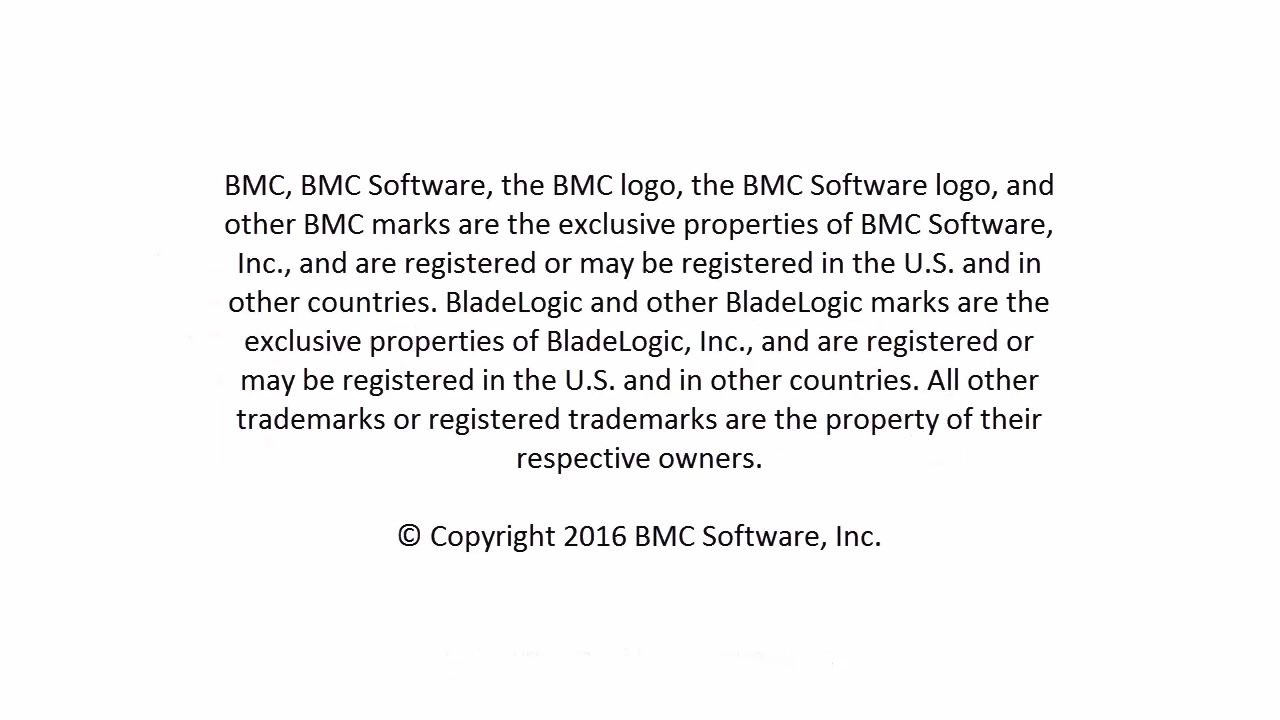 BMC, BMC Software, the BMC logo, the BMC Software logo, and
other BMC marks are the exclusive properties of BMC Software,
Inc., and are registered or may be registered in the U.S. and in
other countries. BladeLogic and other BladeLogic marks are the
exclusive properties of BladeLogic, Inc., and are registered or
may be registered in the U.S. and in other countries. All other
trademarks or registered trademarks are the property of their
respective owners.
© Copyright 2016 BMC Software, Inc.